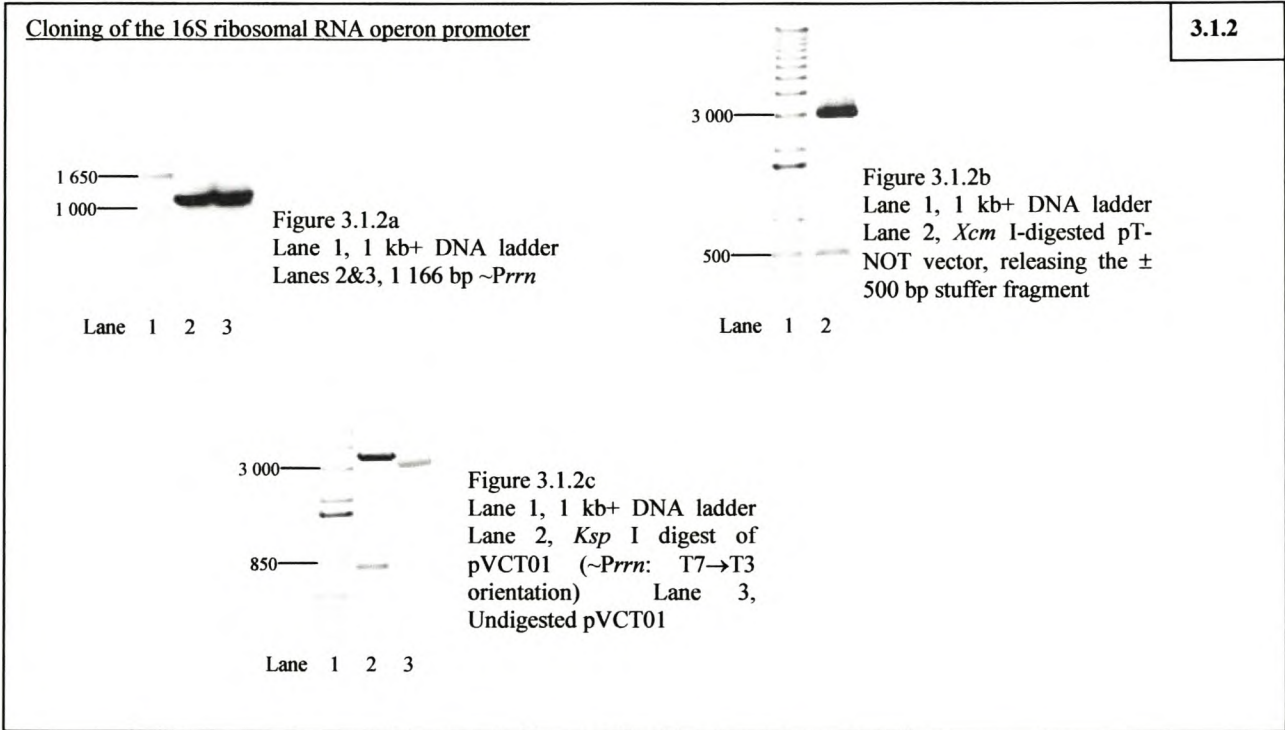 Cloning of the 16S ribosomal RNA operon promoter
3.1.2
1 650
1 000
Figure 3.1.2a
Lane 1, 1 kb+ DNA ladder
Lanes 2&3, 1 166 bp ~Prrn
Lane 1 2 3
3 000
500
Figure 3.1.2b
Lane 1, 1 kb+ DNA ladder
Lane 2, Xcm I-digested pT-
NOT vector, releasing the ±
500 bp stuffer fragment
Lane 1 2
3 000
850
Figure 3.1.2c
Lane 1, 1 kb+ DNA ladder
Lane 2, Ksp I digest of
pVCT01 (~Prrn: T7→T3
orientation) Lane 3,
Undigested pVCT01
Lane 1 2 3